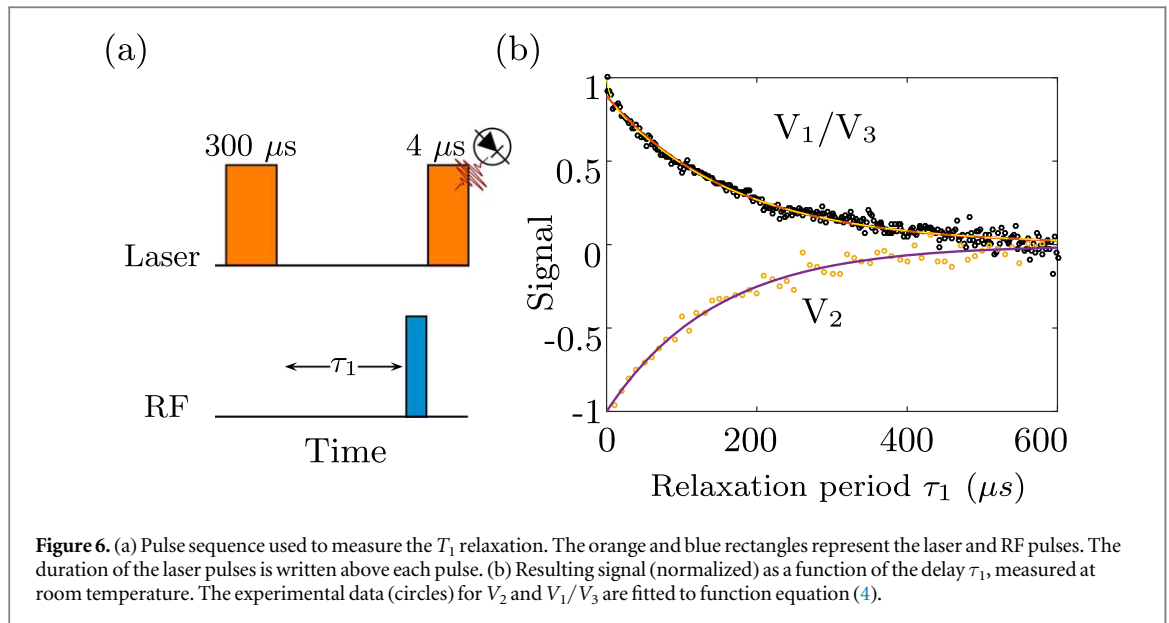 (a)
300 μs
4 μs
Laser
τ₁
RF
Time
(b)
1
0.5
0
-0.5
-1
Signal
V₁/V₃
V₂
0 200 400 600
Relaxation period τ₁ (μs)
Figure 6. (a) Pulse sequence used to measure the T₁ relaxation. The orange and blue rectangles represent the laser and RF pulses. The
duration of the laser pulses is written above each pulse. (b) Resulting signal (normalized) as a function of the delay τ₁, measured at
room temperature. The experimental data (circles) for V₂ and V₁/V₃ are fitted to function equation (4).